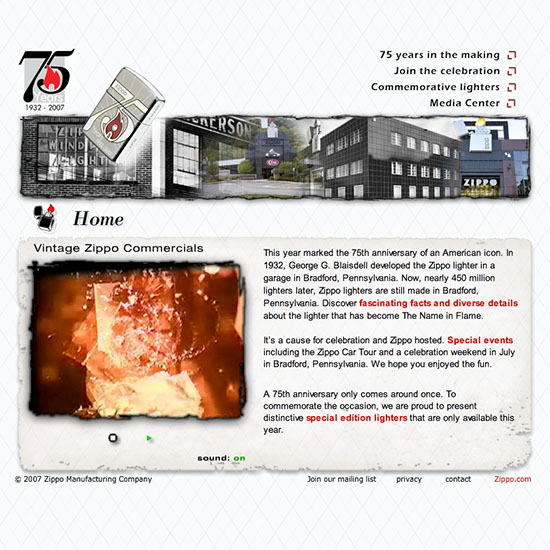 75
Years
1932 - 2007
75 years in the making
Join the celebration
Commemorative lighters
Media Center
ZIPPO
WINDPROOF
LIGHTER
ZIPPO
Home
Vintage Zippo Commercials
This year marked the 75th anniversary of an American icon. In
1932, George G. Blaisdell developed the Zippo lighter in a
garage in Bradford, Pennsylvania. Now, nearly 450 million
lighters later, Zippo lighters are still made in Bradford,
Pennsylvania. Discover fascinating facts and diverse details
about the lighter that has become The Name in Flame.
It's a cause for celebration and Zippo hosted. Special events
including the Zippo Car Tour and a celebration weekend in July
in Bradford, Pennsylvania. We hope you enjoyed the fun.
A 75th anniversary only comes around once. To
commemorate the occasion, we are proud to present
distinctive special edition lighters that are only available this
year.
sound: on
© 2007 Zippo Manufacturing Company
Join our mailing list privacy contact Zippo.com